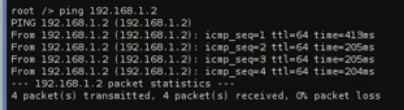 root /> ping 192.168.1.2
PING 192.168.1.2 (192.168.1.2)
From 192.168.1.2 (192.168.1.2): icmp_seq=1 ttl=64 time=413ms
From 192.168.1.2 (192.168.1.2): icmp_seq=2 ttl=64 time=205ms
From 192.168.1.2 (192.168.1.2): icmp_seq=3 ttl=64 time=205ms
From 192.168.1.2 (192.168.1.2): icmp_seq=4 ttl=64 time=204ms
--- 192.168.1.2 packet statistics ---
4 packet(s) transmitted, 4 packet(s) received, 0% packet loss